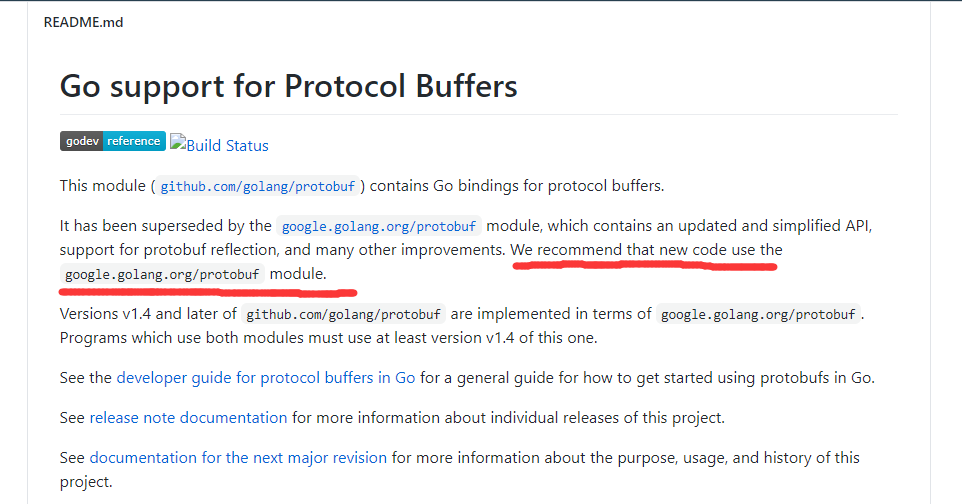 README.md
Go support for Protocol Buffers
godev reference Build Status
This module ( github.com/golang/protobuf ) contains Go bindings for protocol buffers.
It has been superseded by the google.golang.org/protobuf module, which contains an updated and simplified API,
support for protobuf reflection, and many other improvements. We recommend that new code use the
google.golang.org/protobuf module.
Versions v1.4 and later of github.com/golang/protobuf are implemented in terms of google.golang.org/protobuf.
Programs which use both modules must use at least version v1.4 of this one.
See the developer guide for protocol buffers in Go for a general guide for how to get started using protobufs in Go.
See release note documentation for more information about individual releases of this project.
See documentation for the next major revision for more information about the purpose, usage, and history of this
project.